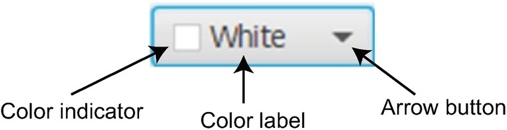 White
Color indicator
Color label
Arrow button